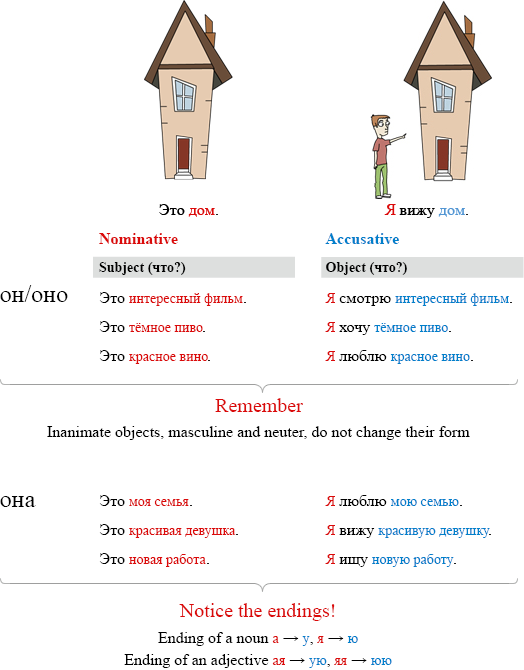 Это дом. Я вижу дом.
Nominative Accusative
Subject (что?) Object (что?)
он/оно
Это интересный фильм. Я смотрю интересный фильм.
Это тёмное пиво. Я хочу тёмное пиво.
Это красное вино. Я люблю красное вино.
Remember
Inanimate objects, masculine and neuter, do not change their form
она
Это моя семья. Я люблю мою семью.
Это красивая девушка. Я вижу красивую девушку.
Это новая работа. Я ищу новую работу.
Notice the endings!
Ending of a noun а → у, я → ю
Ending of an adjective ая → ую, яя → юю